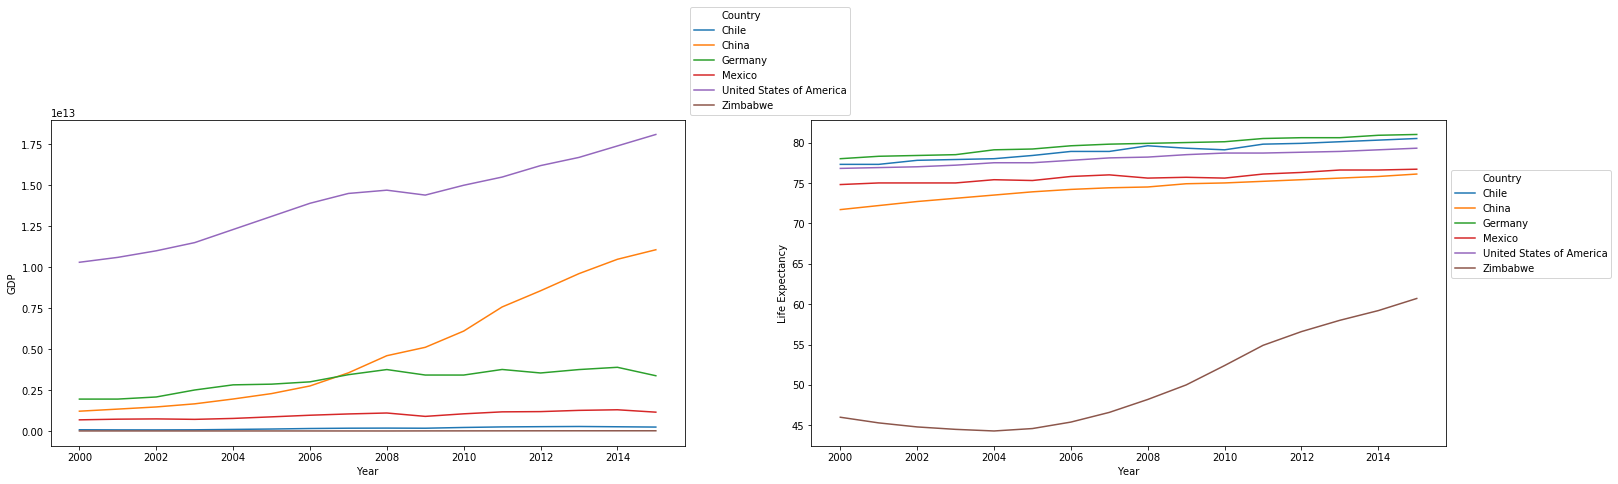 Country
Chile
China
Germany
Mexico
United States of America
Zimbabwe
1e13
1.75
1.50
1.25
1.00
0.75
0.50
0.25
0.00
GDP
2000 2002 2004 2006 2008 2010 2012 2014
Year
80
75
70
65
60
55
50
45
Life Expectancy
2000 2002 2004 2006 2008 2010 2012 2014
Year
Country
Chile
China
Germany
Mexico
United States of America
Zimbabwe